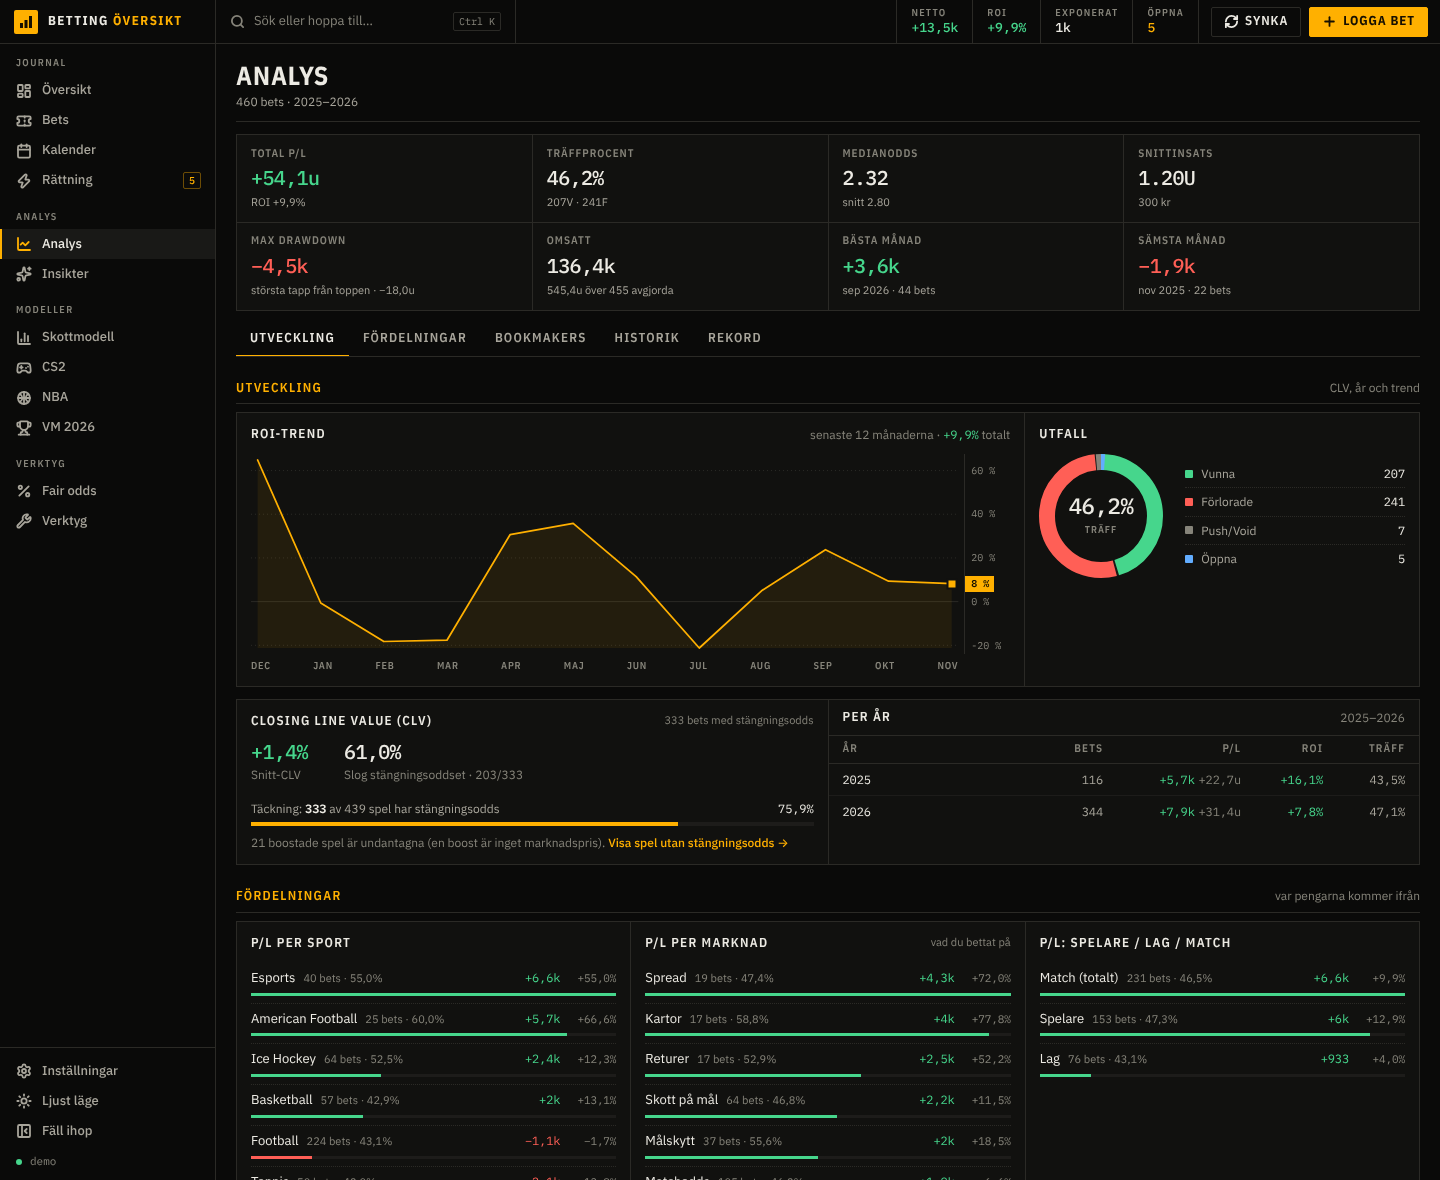 BETTING ÖVERSIKT
Sök eller hoppa till...
Ctrl K
NETTO
+13,5k
ROI
+9,9%
EXPONERAT
1k
ÖPPNA
5
SYNKA
LOGGA BET
JOURNAL
Översikt
Bets
Kalender
Rättning 5
ANALYS
Analys
Insikter
MODELLER
Skottmodell
CS2
NBA
VM 2026
VERKTYG
Fair odds
Verktyg
Inställningar
Ljust läge
Fäll ihop
demo
ANALYS
460 bets · 2025–2026
TOTAL P/L
+54,1u
ROI +9,9%
TRÄFFPROCENT
46,2%
207V · 241F
MEDIANODDS
2.32
snitt 2.80
SNITTINSATS
1.20U
300 kr
MAX DRAWDOWN
−4,5k
största tapp från toppen · −18,0u
OMSATT
136,4k
545,4u över 455 avgjorda
BÄSTA MÅNAD
+3,6k
sep 2026 · 44 bets
SÄMSTA MÅNAD
−1,9k
nov 2025 · 22 bets
UTVECKLING FÖRDELNINGAR BOOKMAKERS HISTORIK REKORD
UTVECKLING
CLV, år och trend
ROI-TREND
senaste 12 månaderna · +9,9% totalt
60 %
40 %
20 %
8 %
0 %
-20 %
DEC JAN FEB MAR APR MAJ JUN JUL AUG SEP OKT NOV
UTFALL
46,2%
TRÄFF
Vunna 207
Förlorade 241
Push/Void 7
Öppna 5
CLOSING LINE VALUE (CLV)
333 bets med stängningsodds
+1,4%
Snitt-CLV
61,0%
Slog stängningsoddset · 203/333
Täckning: 333 av 439 spel har stängningsodds 75,9%
21 boostade spel är undantagna (en boost är inget marknadspris). Visa spel utan stängningsodds →
PER ÅR
2025–2026
ÅR BETS P/L ROI TRÄFF
2025 116 +5,7k +22,7u +16,1% 43,5%
2026 344 +7,9k +31,4u +7,8% 47,1%
FÖRDELNINGAR
var pengarna kommer ifrån
P/L PER SPORT
Esports 40 bets · 55,0% +6,6k +55,0%
American Football 25 bets · 60,0% +5,7k +66,6%
Ice Hockey 64 bets · 52,5% +2,4k +12,3%
Basketball 57 bets · 42,9% +2k +13,1%
Football 224 bets · 43,1% −1,1k −1,7%
P/L PER MARKNAD
vad du bettat på
Spread 19 bets · 47,4% +4,3k +72,0%
Kartor 17 bets · 58,8% +4k +77,8%
Returer 17 bets · 52,9% +2,5k +52,2%
Skott på mål 64 bets · 46,8% +2,2k +11,5%
Målskytt 37 bets · 55,6% +2k +18,5%
P/L: SPELARE / LAG / MATCH
Match (totalt) 231 bets · 46,5% +6,6k +9,9%
Spelare 153 bets · 47,3% +6k +12,9%
Lag 76 bets · 43,1% +933 +4,0%